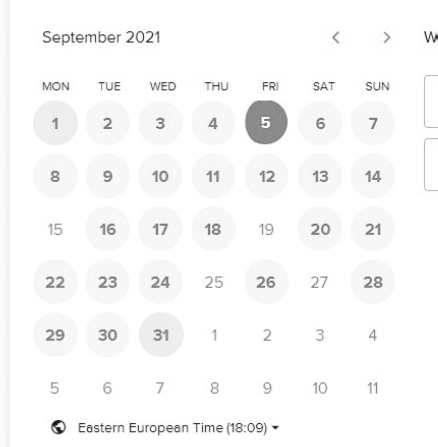 September 2021
MON TUE WED THU FRI SAT SUN
1 2 3 4 5 6 7
8 9 10 11 12 13 14
15 16 17 18 19 20 21
22 23 24 25 26 27 28
29 30 31 1 2 3 4
5 6 7 8 9 10 11
Eastern European Time (18:09)